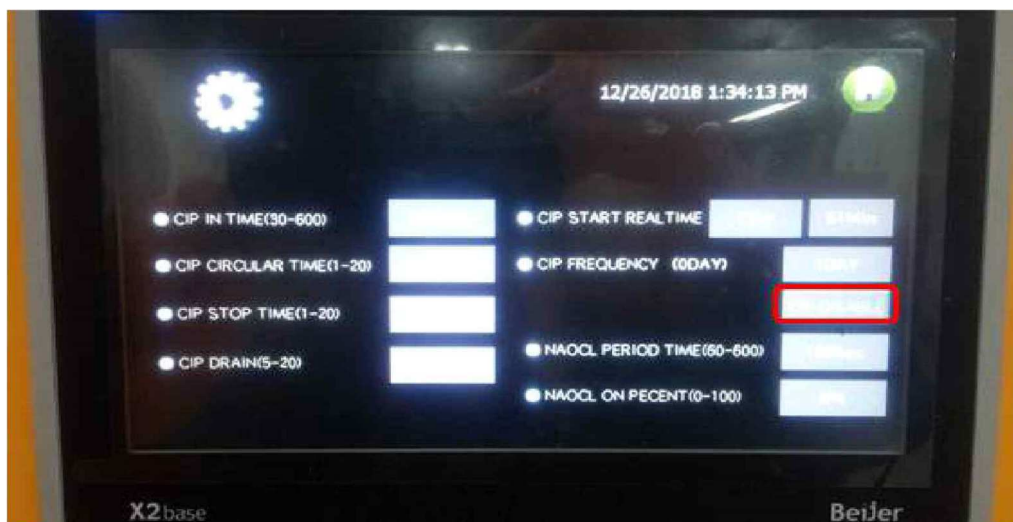 12/26/2018 1:34:13 PM
CIP IN TIME(30-600)
CIP CIRCULAR TIME(1-20)
CIP STOP TIME(1-20)
CIP DRAIN(5-20)
CIP START REALTIME
CIP FREQUENCY (0DAY)
NAOCL PERIOD TIME(60-600)
NAOCL ON PECENT(0-100)
X2base
BeiJer